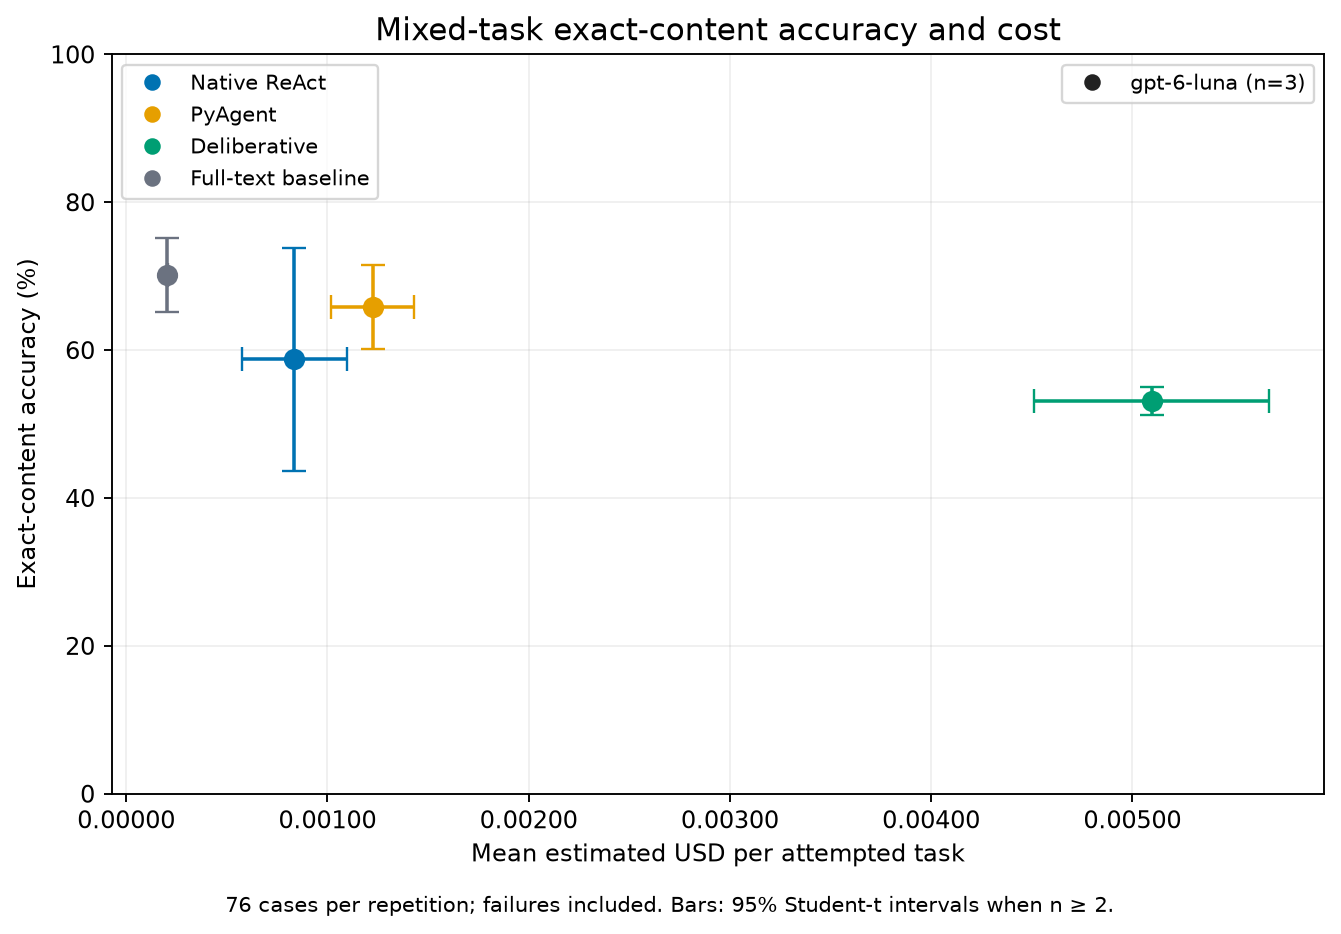 Mixed-task exact-content accuracy and cost
Native ReAct
PyAgent
Deliberative
Full-text baseline
gpt-6-luna (n=3)
Exact-content accuracy (%)
100
80
60
40
20
0
0.00000 0.00100 0.00200 0.00300 0.00400 0.00500
Mean estimated USD per attempted task
76 cases per repetition; failures included. Bars: 95% Student-t intervals when n ≥ 2.